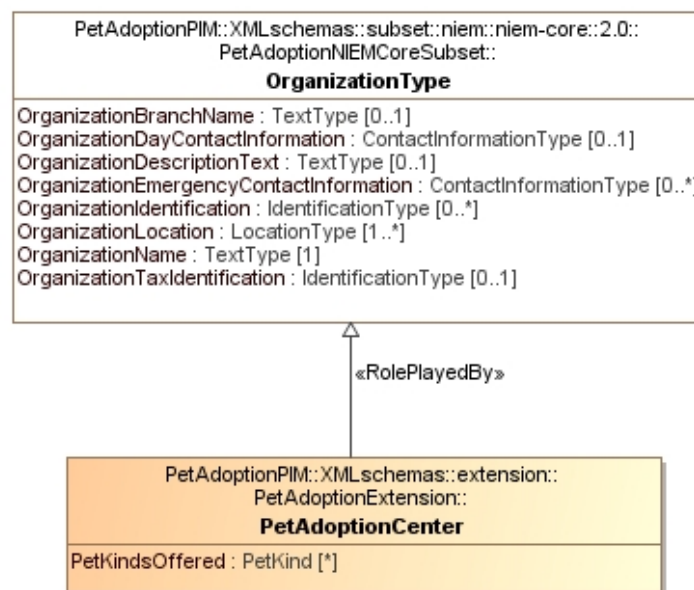 PetAdoptionPIM::XMLschemas::subset::niem::niem-core::2.0::
PetAdoptionNIEMCoreSubset::
OrganizationType
OrganizationBranchName : TextType [0..1]
OrganizationDayContactInformation : ContactInformationType [0..1]
OrganizationDescriptionText : TextType [0..1]
OrganizationEmergencyContactInformation : ContactInformationType [0..*]
OrganizationIdentification : IdentificationType [0..*]
OrganizationLocation : LocationType [1..*]
OrganizationName : TextType [1]
OrganizationTaxIdentification : IdentificationType [0..1]
«RolePlayedBy»
PetAdoptionPIM::XMLschemas::extension::
PetAdoptionExtension::
PetAdoptionCenter
PetKindsOffered : PetKind [*]